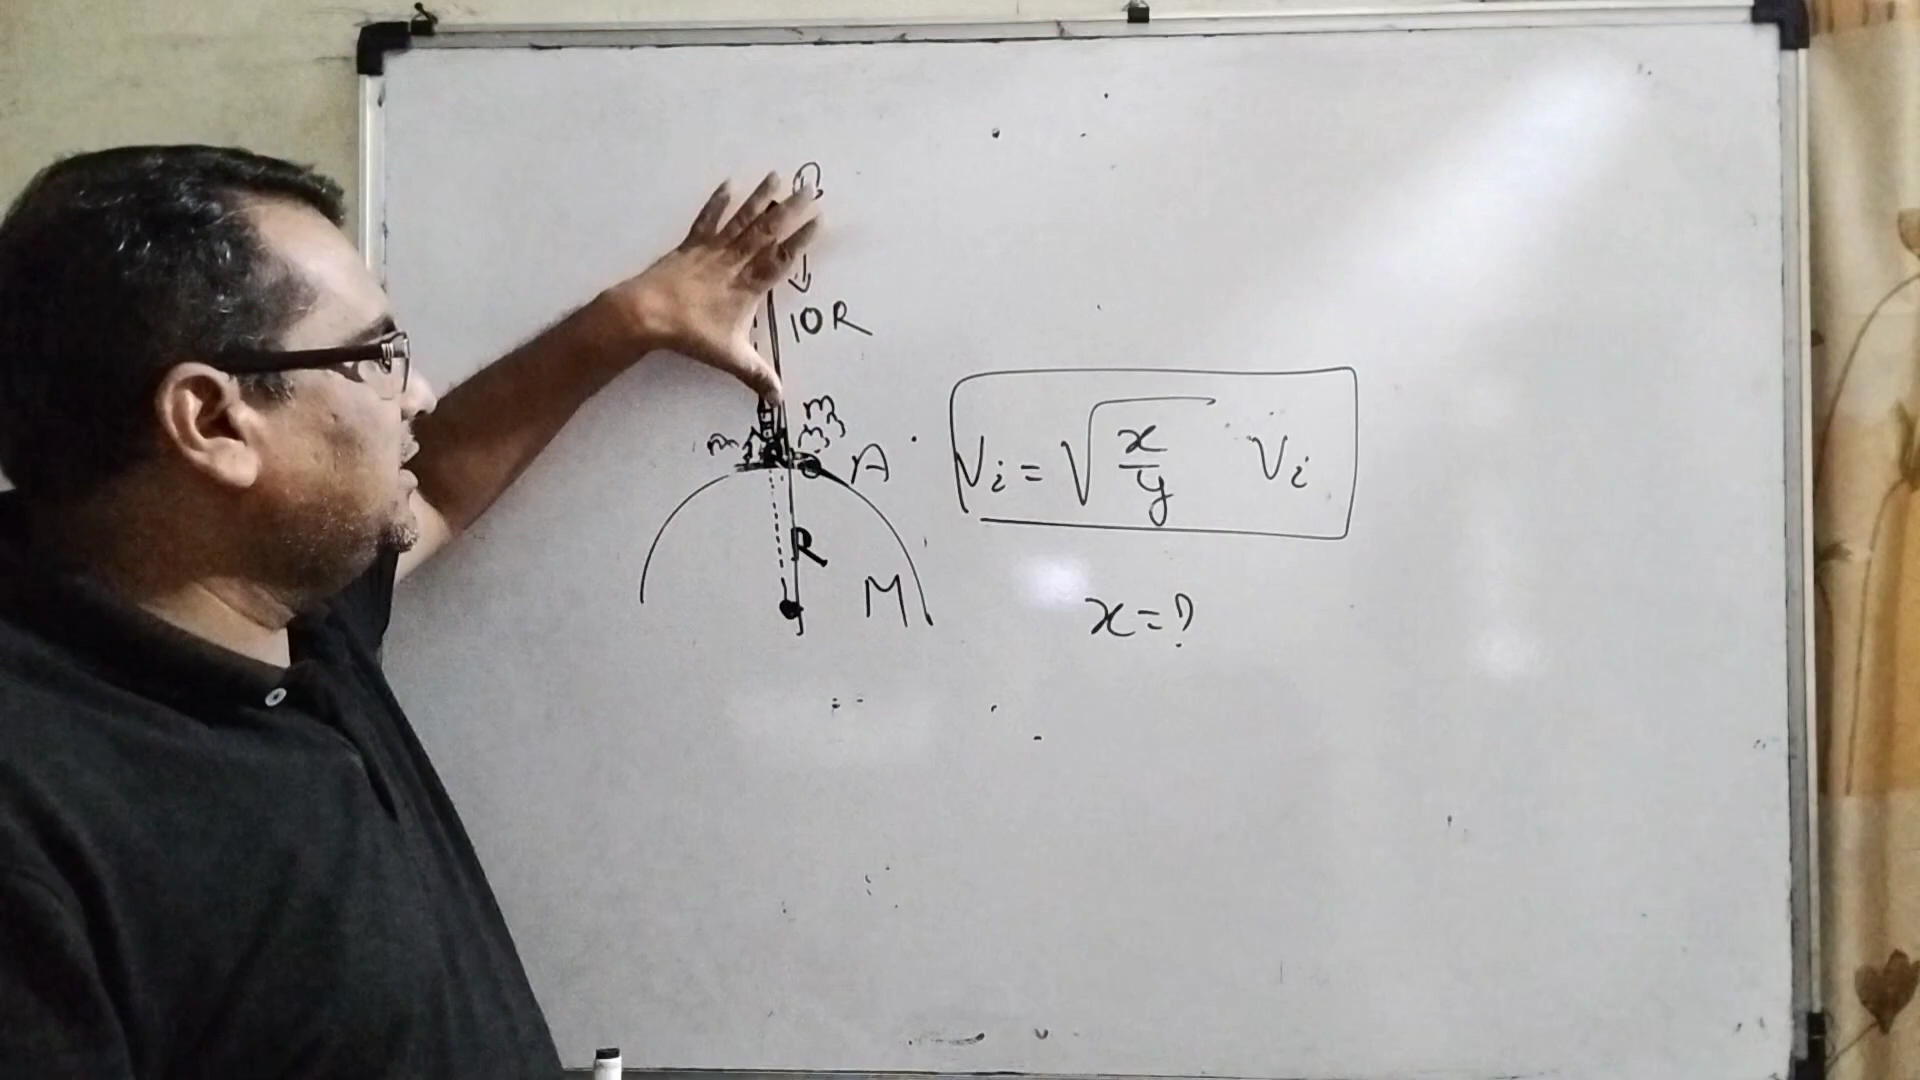 10R
m
m
A
R
M
Vi = √x/y Vi
x = ?